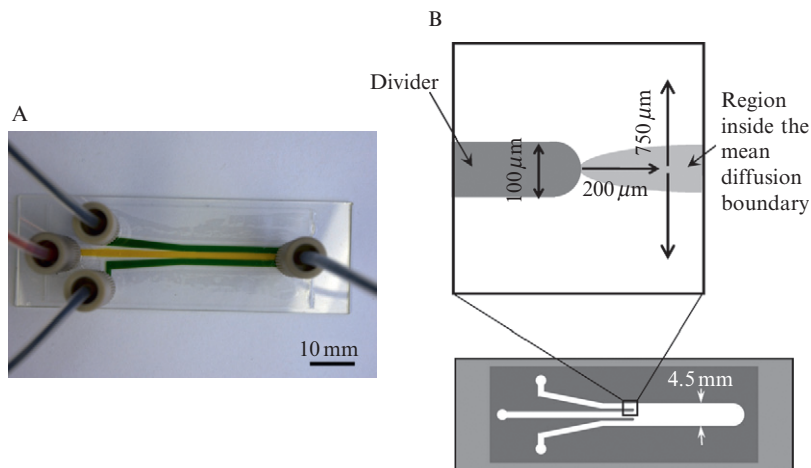 A
10 mm
B
Divider
100 μm
200 μm
750 μm
Region
inside the
mean
diffusion
boundary
4.5 mm